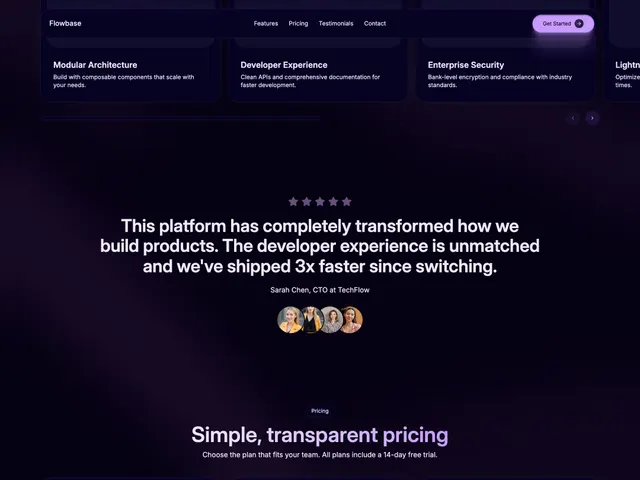 Flowbase
Features
Pricing
Testimonials
Contact
Get Started
Modular Architecture
Build with composable components that scale with
your needs.
Developer Experience
Clean APIs and comprehensive documentation for
faster development.
Enterprise Security
Bank-level encryption and compliance with industry
standards.
Lightn
Optimize
times.
This platform has completely transformed how we
build products. The developer experience is unmatched
and we've shipped 3x faster since switching.
Sarah Chen, CTO at TechFlow
Pricing
Simple, transparent pricing
Choose the plan that fits your team. All plans include a 14-day free trial.